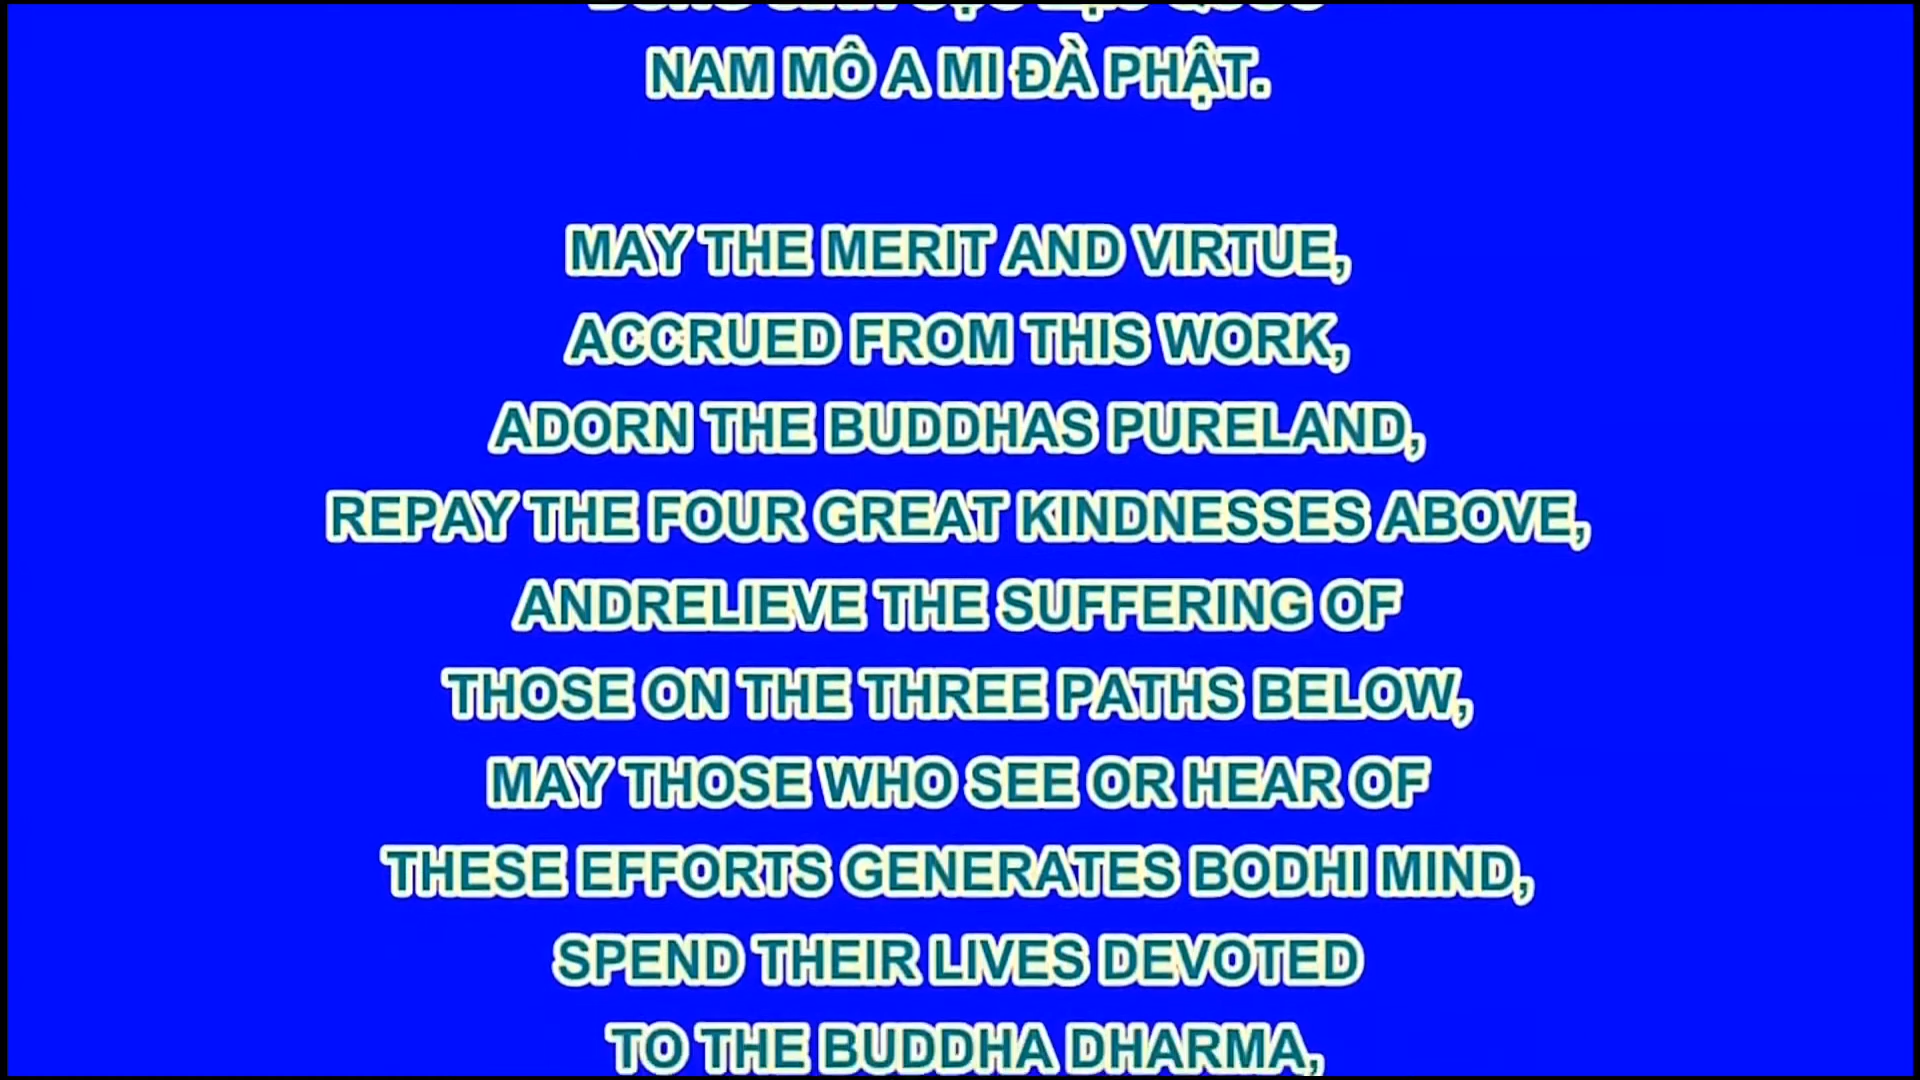 NAM MÔ A MI ĐÀ PHẬT.
MAY THE MERIT AND VIRTUE,
ACCRUED FROM THIS WORK,
ADORN THE BUDDHAS PURELAND,
REPAY THE FOUR GREAT KINDNESSES ABOVE,
ANDRELIEVE THE SUFFERING OF
THOSE ON THE THREE PATHS BELOW,
MAY THOSE WHO SEE OR HEAR OF
THESE EFFORTS GENERATES BODHI MIND,
SPEND THEIR LIVES DEVOTED
TO THE BUDDHA DHARMA,